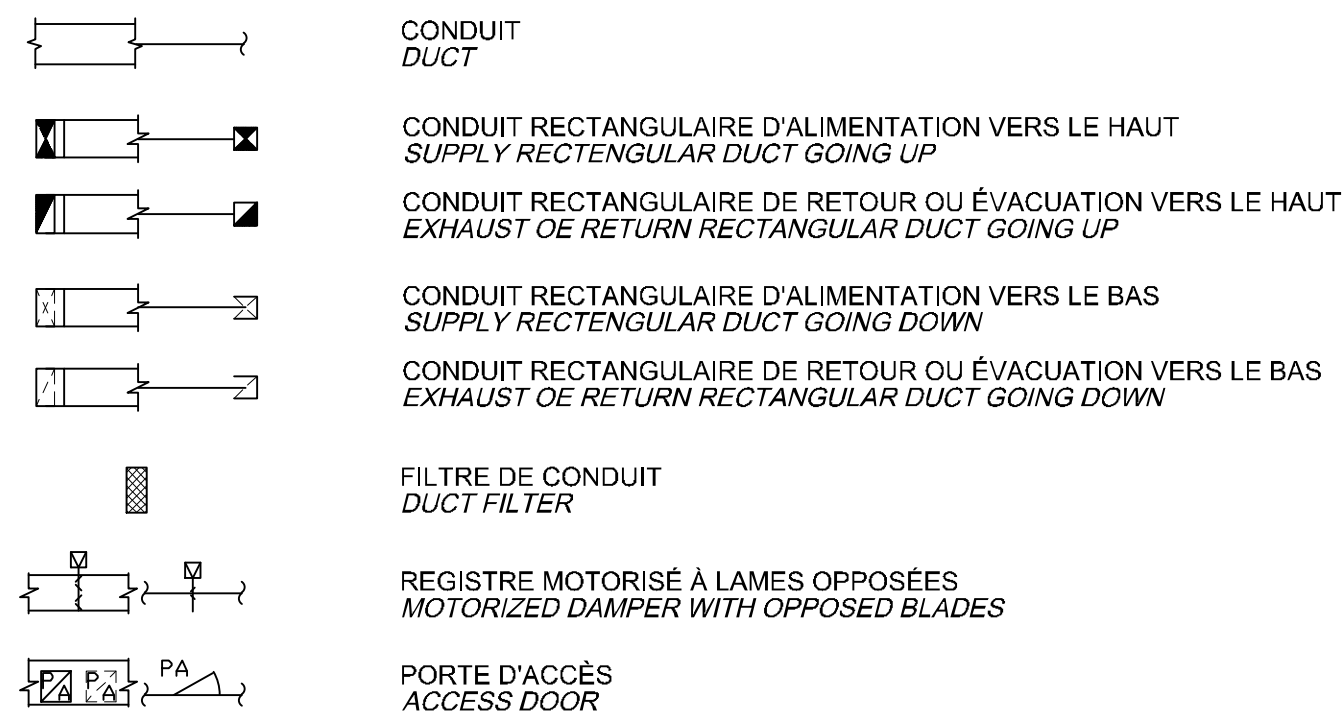 CONDUIT
DUCT
CONDUIT RECTANGULAIRE D'ALIMENTATION VERS LE HAUT
SUPPLY RECTENGULAR DUCT GOING UP
CONDUIT RECTANGULAIRE DE RETOUR OU ÉVACUATION VERS LE HAUT
EXHAUST OE RETURN RECTANGULAR DUCT GOING UP
CONDUIT RECTANGULAIRE D'ALIMENTATION VERS LE BAS
SUPPLY RECTENGULAR DUCT GOING DOWN
CONDUIT RECTANGULAIRE DE RETOUR OU ÉVACUATION VERS LE BAS
EXHAUST OE RETURN RECTANGULAR DUCT GOING DOWN
FILTRE DE CONDUIT
DUCT FILTER
REGISTRE MOTORISÉ À LAMES OPPOSÉES
MOTORIZED DAMPER WITH OPPOSED BLADES
P A P A PA
PORTE D'ACCÈS
ACCESS DOOR